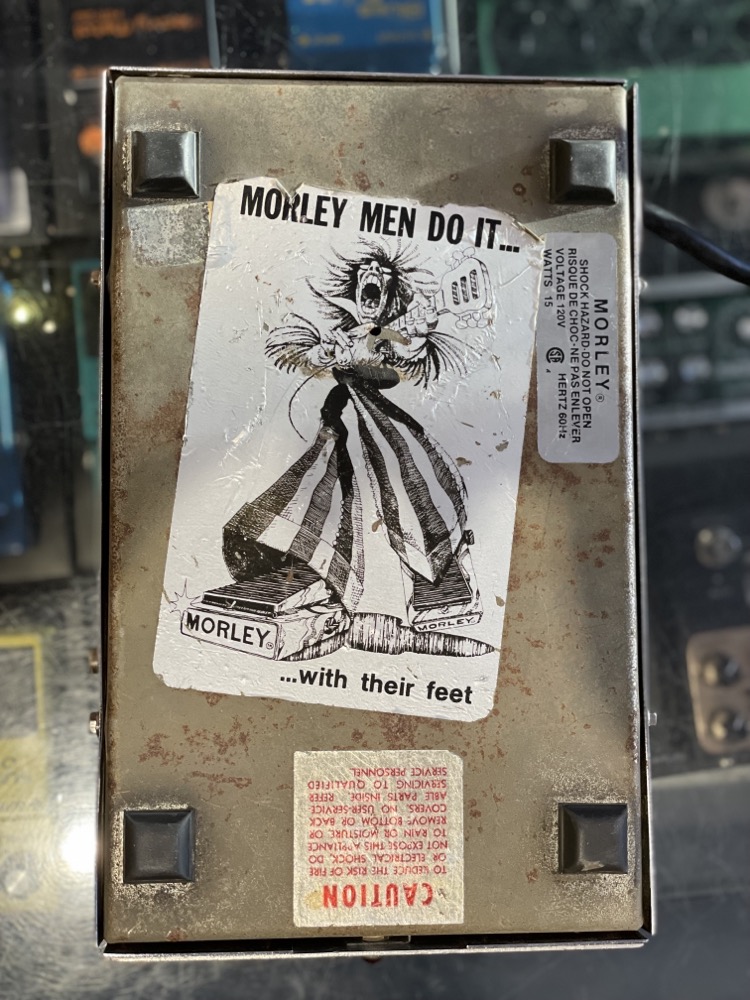 MORLEY MEN DO IT...
MORLEY®
MORLEY
...with their feet
MORLEY®
SHOCK HAZARD-DO NOT OPEN
RISQUE DE CHOC-NE PAS ENLEVER
VOLTAGE 120V HERTZ 60Hz
WATTS 15
CAUTION
TO REDUCE THE RISK OF FIRE
OR ELECTRICAL SHOCK, DO
NOT EXPOSE THIS APPLIANCE
TO RAIN OR MOISTURE OR
REMOVE BOTTOM OR BACK
COVERS. NO USER-SERVICE
ABLE PARTS INSIDE REFER
SERVICING TO QUALIFIED
SERVICE PERSONNEL